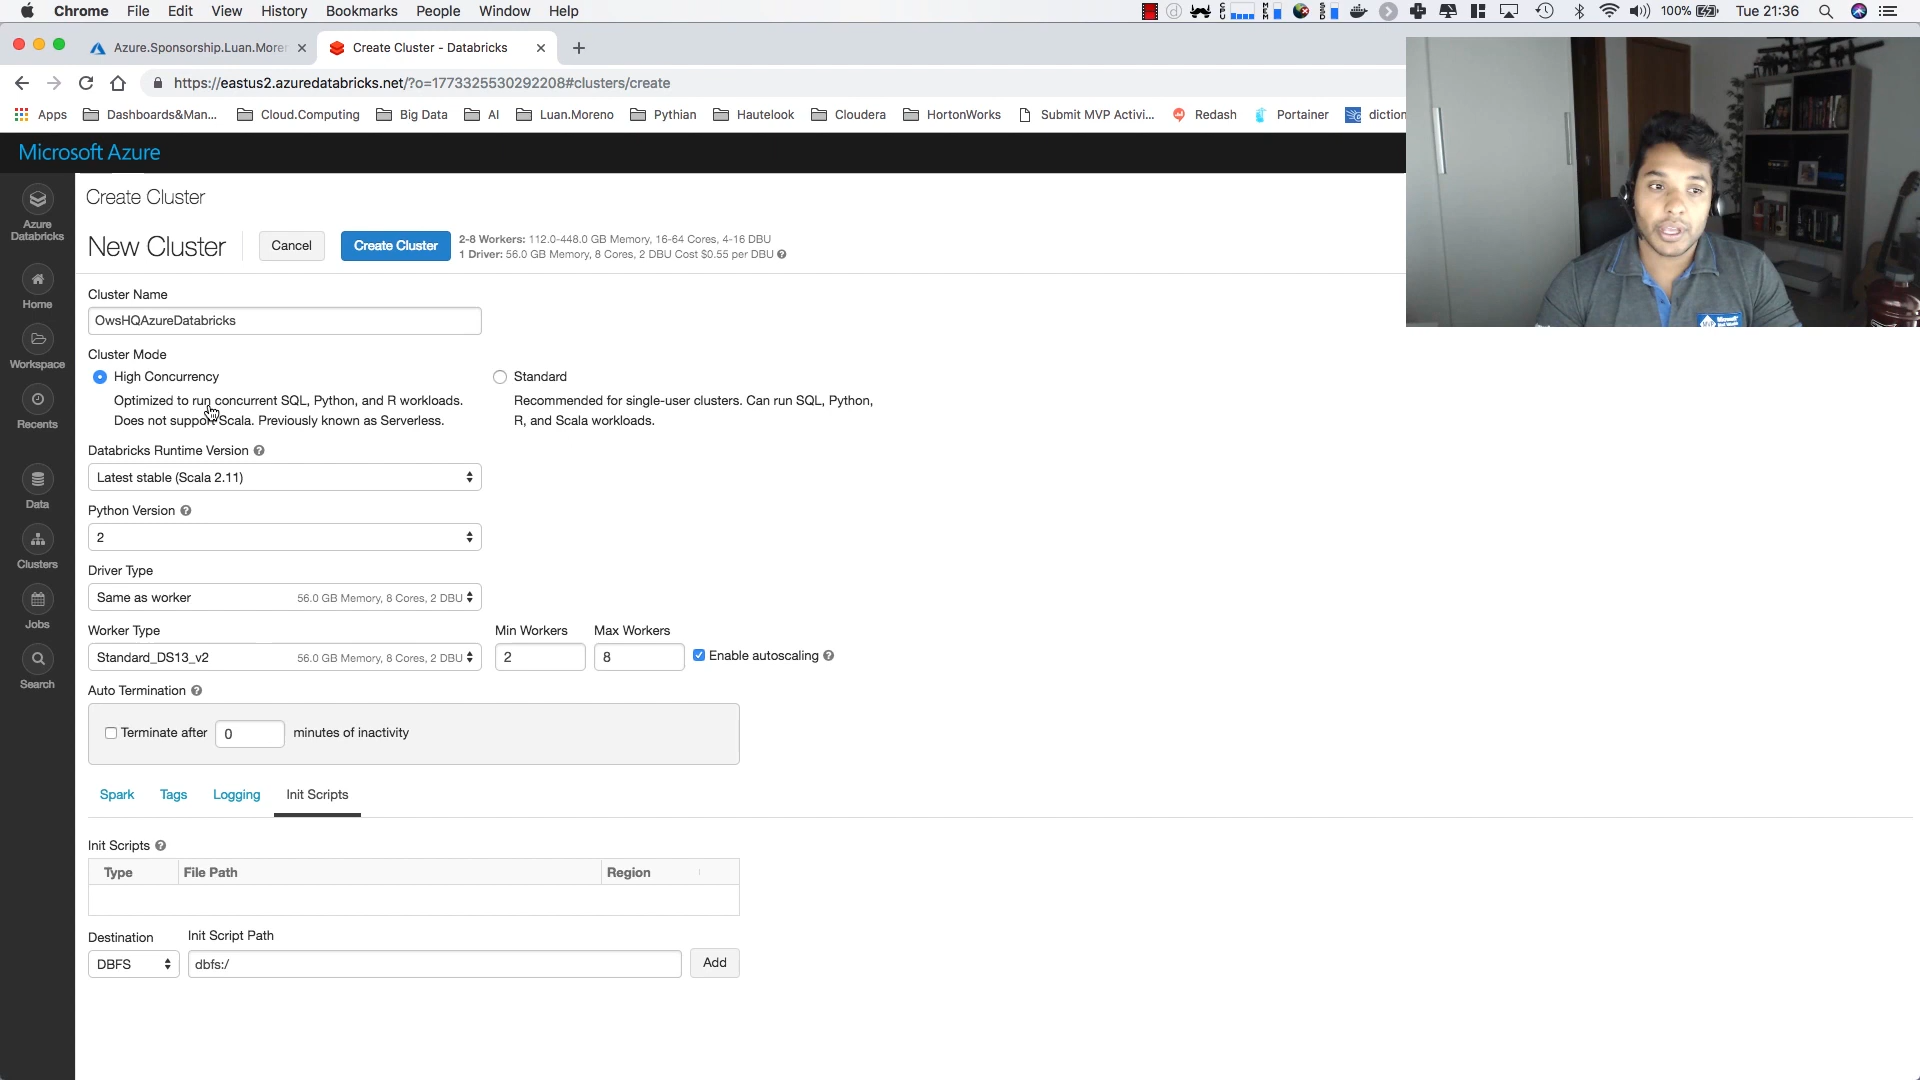 Chrome File Edit View History Bookmarks People Window Help 100% Tue 21:36
Azure.Sponsorship.Luan.More Create Cluster - Databricks
https://eastus2.azuredatabricks.net/?o=1773325530292208#clusters/create
Apps Dashboards&Man... Cloud.Computing Big Data AI Luan.Moreno Pythian Hautelook Cloudera HortonWorks Submit MVP Activi... Redash Portainer diction
Microsoft Azure
Azure
Databricks
Home
Workspace
Recents
Data
Clusters
Jobs
Search
Create Cluster
New Cluster
Cancel
Create Cluster
2-8 Workers: 112.0-448.0 GB Memory, 16-64 Cores, 4-16 DBU
1 Driver: 56.0 GB Memory, 8 Cores, 2 DBU Cost $0.55 per DBU
Cluster Name
OwsHQAzureDatabricks
Cluster Mode
High Concurrency
Optimized to run concurrent SQL, Python, and R workloads.
Does not support Scala. Previously known as Serverless.
Standard
Recommended for single-user clusters. Can run SQL, Python,
R, and Scala workloads.
Databricks Runtime Version
Latest stable (Scala 2.11)
Python Version
2
Driver Type
Same as worker 56.0 GB Memory, 8 Cores, 2 DBU
Worker Type Min Workers Max Workers
Standard_DS13_v2 56.0 GB Memory, 8 Cores, 2 DBU 2 8 Enable autoscaling
Auto Termination
Terminate after 0 minutes of inactivity
Spark Tags Logging Init Scripts
Init Scripts
Type File Path Region
Destination Init Script Path
DBFS dbfs:/ Add